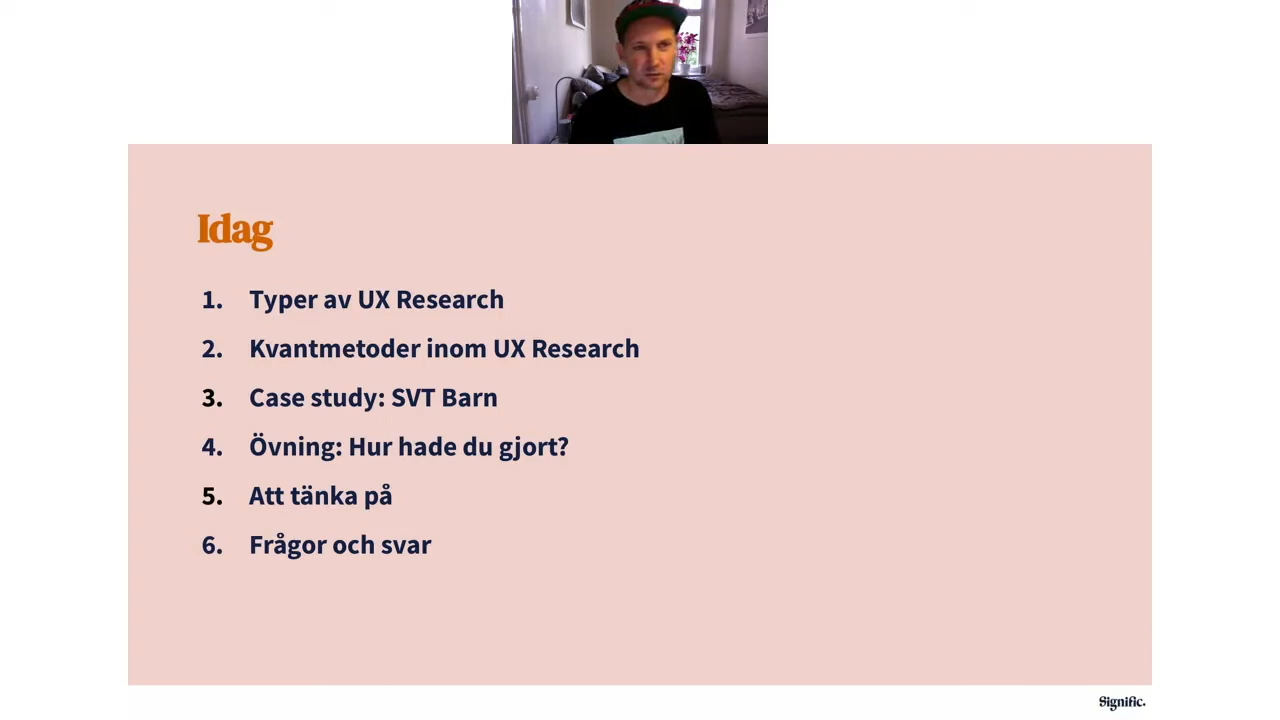 Idag
1. Typer av UX Research
2. Kvantmetoder inom UX Research
3. Case study: SVT Barn
4. Övning: Hur hade du gjort?
5. Att tänka på
6. Frågor och svar
Signific.